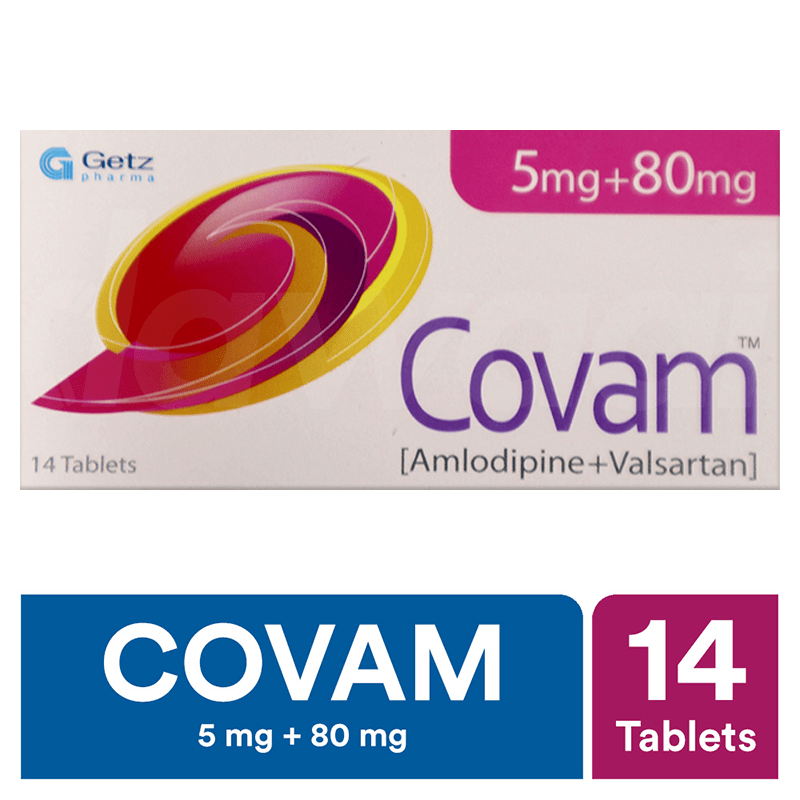 Getz
pharma
5mg+80mg
Covam™
14 Tablets
[Amlodipine+Valsartan]
COVAM
5 mg + 80 mg
14
Tablets